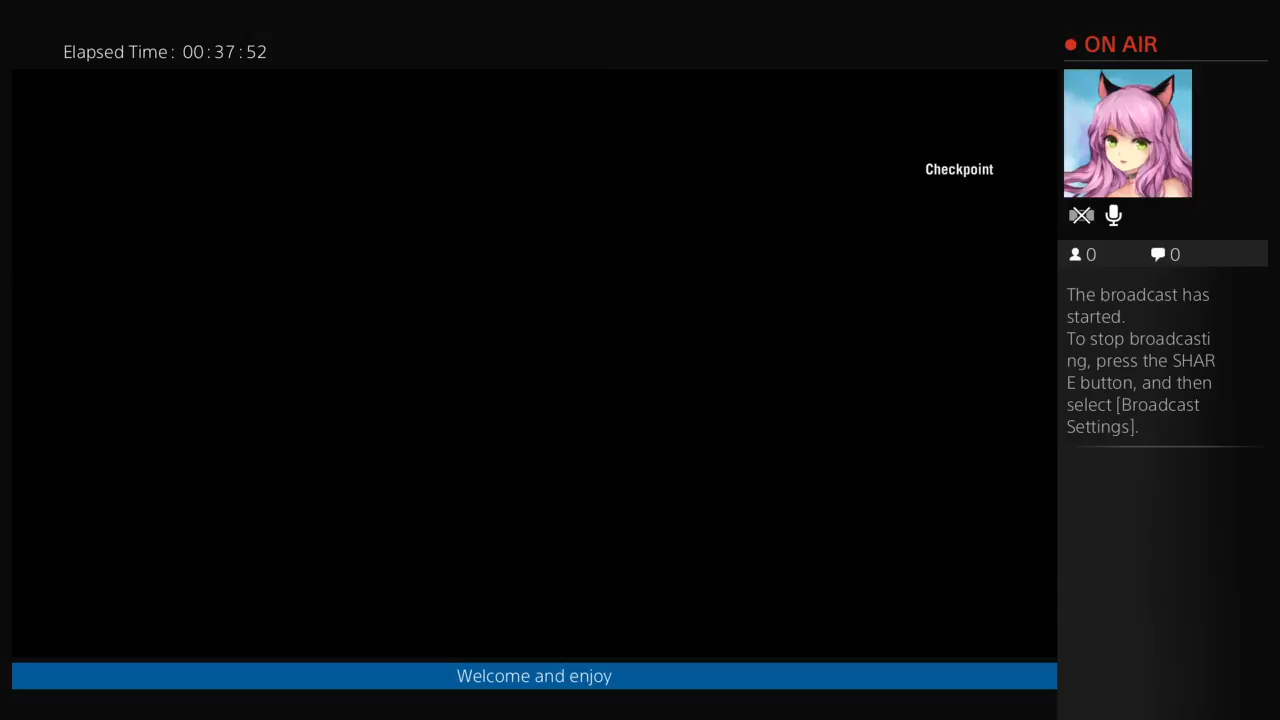 Elapsed Time: 00:37:52
ON AIR
Checkpoint
0 0
The broadcast has
started.
To stop broadcasti
ng, press the SHAR
E button, and then
select [Broadcast
Settings].
Welcome and enjoy